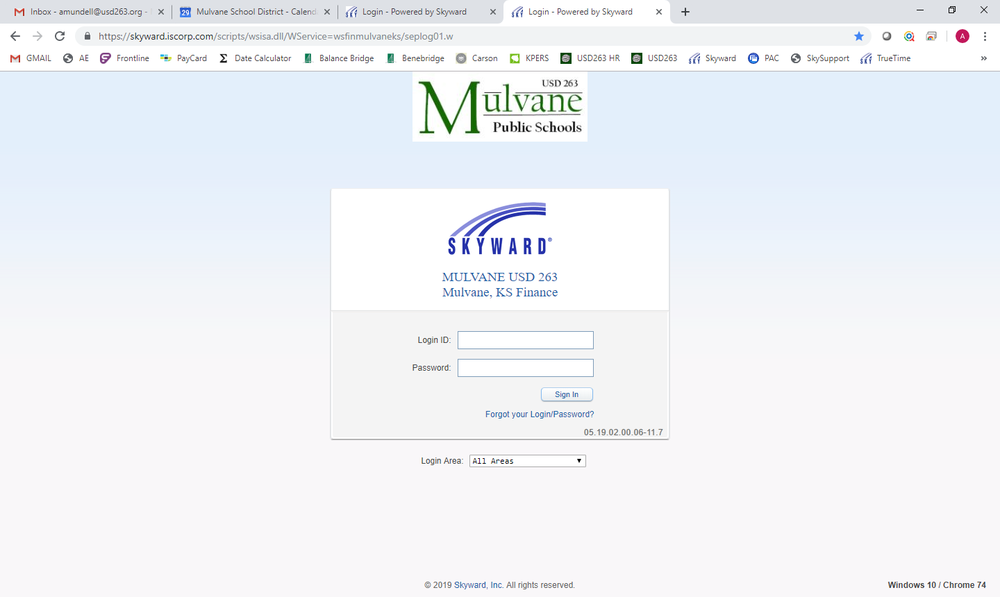 Inbox - amundell@usd263.org -
Mulvane School District - Calend
Login - Powered by Skyward
Login - Powered by Skyward
https://skyward.iscorp.com/scripts/wsisa.dll/WService=wsfinmulvaneks/seplog01.w
A
GMAIL
AE
Frontline
PayCard
Date Calculator
Balance Bridge
Benebridge
Carson
KPERS
USD263 HR
USD263
Skyward
PAC
SkySupport
TrueTime
USD 263
Mulvane
Public Schools
SKYWARD®
MULVANE USD 263
Mulvane, KS Finance
Login ID:
Password:
Sign In
Forgot your Login/Password?
05.19.02.00.06-11.7
Login Area: All Areas
© 2019 Skyward, Inc. All rights reserved.
Windows 10 / Chrome 74